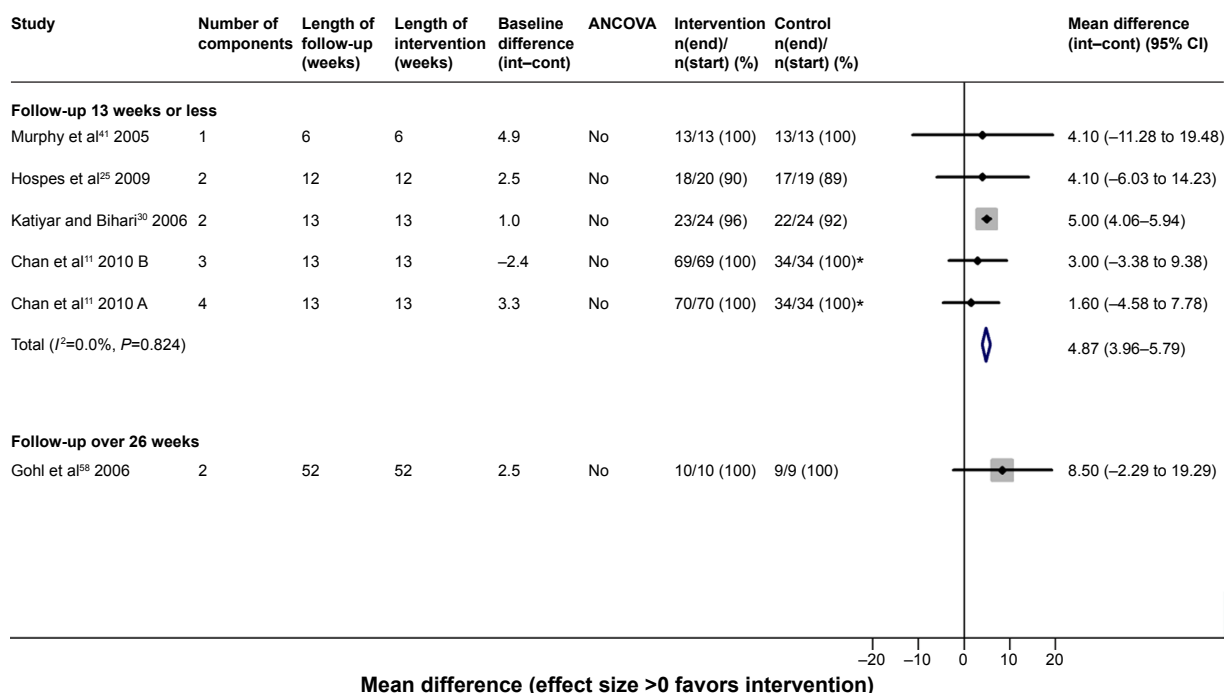 Study Number of components Length of follow-up (weeks) Length of intervention (weeks) Baseline difference (int–cont) ANCOVA Intervention n(end)/ n(start) (%) Control n(end)/ n(start) (%) Mean difference (int–cont) (95% CI)
Follow-up 13 weeks or less
Murphy et al⁴¹ 2005 1 6 6 4.9 No 13/13 (100) 13/13 (100) 4.10 (–11.28 to 19.48)
Hospes et al²⁵ 2009 2 12 12 2.5 No 18/20 (90) 17/19 (89) 4.10 (–6.03 to 14.23)
Katiyar and Bihari³⁰ 2006 2 13 13 1.0 No 23/24 (96) 22/24 (92) 5.00 (4.06–5.94)
Chan et al¹¹ 2010 B 3 13 13 –2.4 No 69/69 (100) 34/34 (100)* 3.00 (–3.38 to 9.38)
Chan et al¹¹ 2010 A 4 13 13 3.3 No 70/70 (100) 34/34 (100)* 1.60 (–4.58 to 7.78)
Total (I²=0.0%, P=0.824) 4.87 (3.96–5.79)
Follow-up over 26 weeks
Gohl et al⁵⁸ 2006 2 52 52 2.5 No 10/10 (100) 9/9 (100) 8.50 (–2.29 to 19.29)
–20 –10 0 10 20
Mean difference (effect size >0 favors intervention)